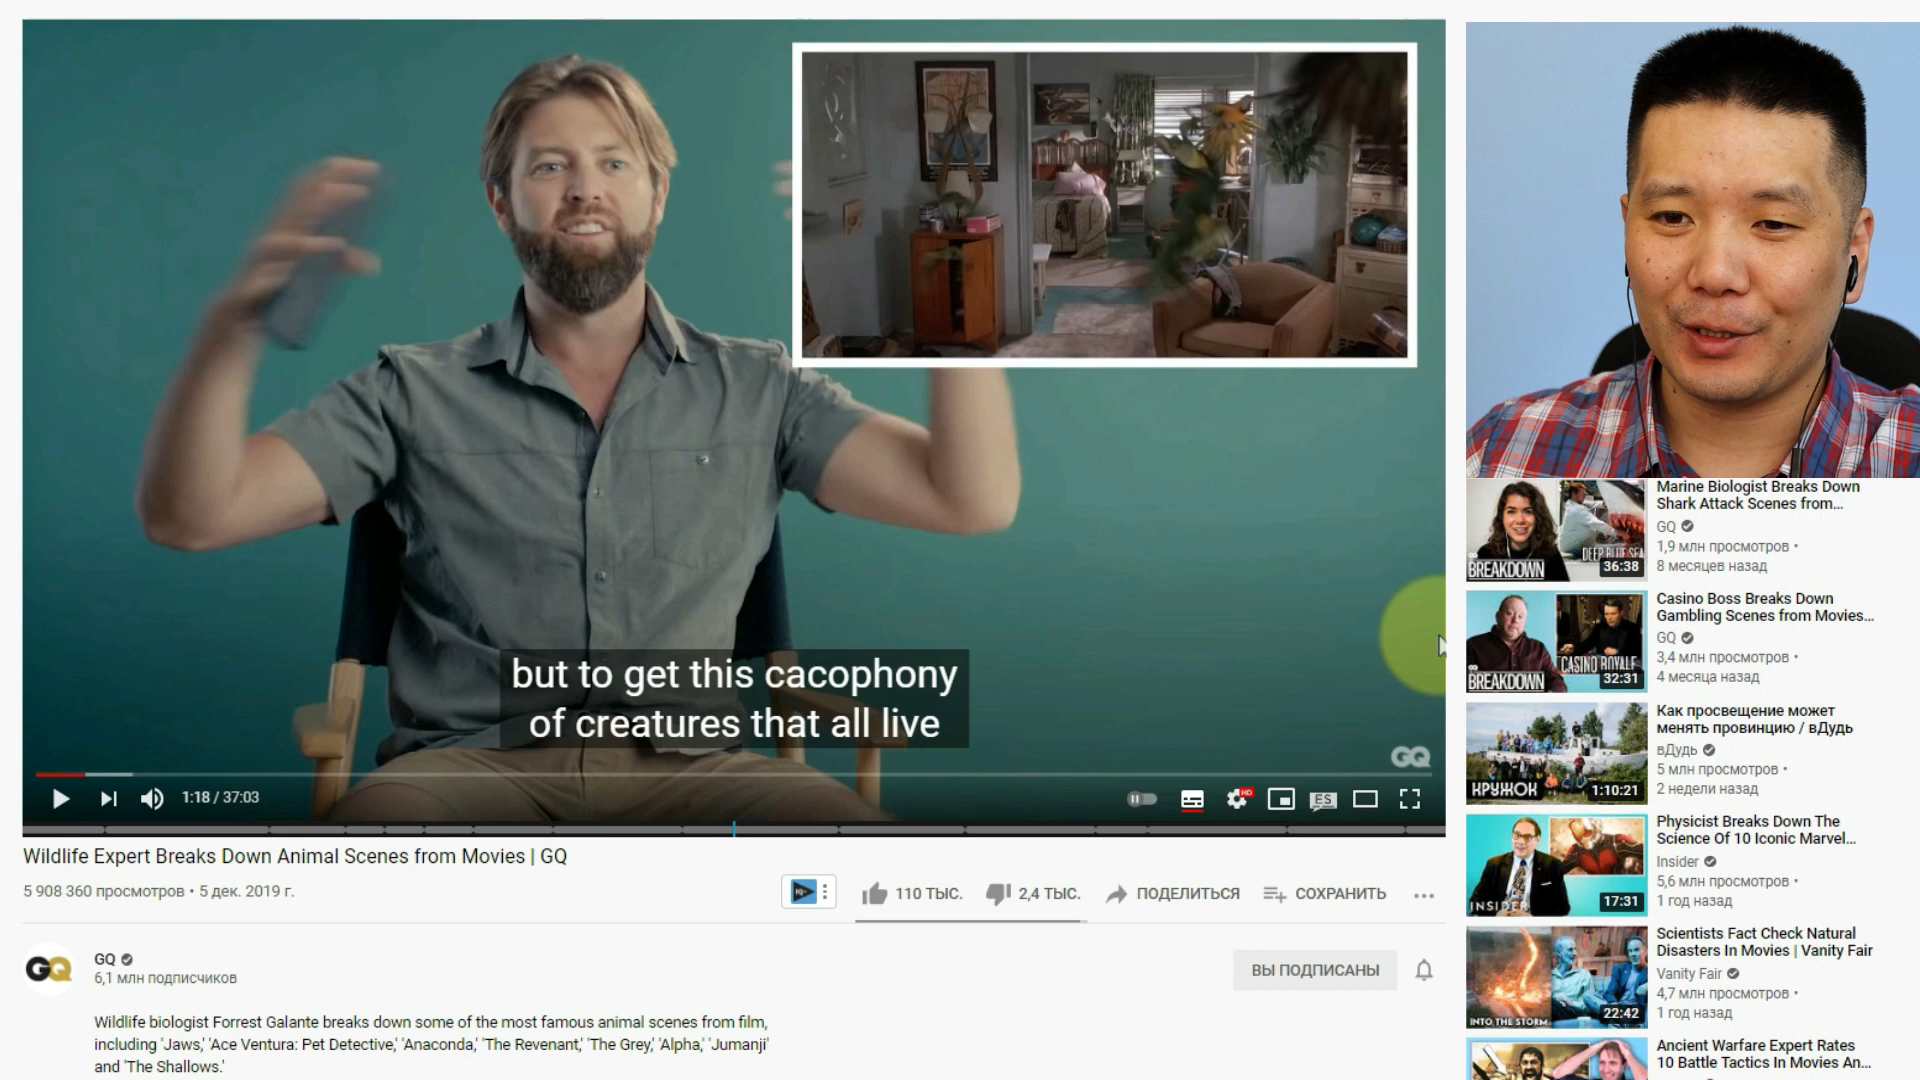 but to get this cacophony
of creatures that all live
GQ
1:18 / 37:03
HD
ES
Wildlife Expert Breaks Down Animal Scenes from Movies | GQ
5 908 360 просмотров • 5 дек. 2019 г.
110 ТЫС.
2,4 ТЫС.
ПОДЕЛИТЬСЯ
СОХРАНИТЬ
GQ
GQ
6,1 млн подписчиков
ВЫ ПОДПИСАНЫ
Wildlife biologist Forrest Galante breaks down some of the most famous animal scenes from film,
including 'Jaws,' 'Ace Ventura: Pet Detective,' 'Anaconda,' 'The Revenant,' 'The Grey,' 'Alpha,' 'Jumanji'
and 'The Shallows.'
DEEP BLUE SEA
BREAKDOWN
36:38
Marine Biologist Breaks Down
Shark Attack Scenes from...
GQ
1,9 млн просмотров •
8 месяцев назад
CASINO ROYALE
BREAKDOWN
32:31
Casino Boss Breaks Down
Gambling Scenes from Movies...
GQ
3,4 млн просмотров •
4 месяца назад
КРУЖОК
1:10:21
Как просвещение может
менять провинцию / вДудь
вДудь
5 млн просмотров •
2 недели назад
INSIDER
17:31
Physicist Breaks Down The
Science Of 10 Iconic Marvel...
Insider
5,6 млн просмотров •
1 год назад
INTO THE STORM
22:42
Scientists Fact Check Natural
Disasters In Movies | Vanity Fair
Vanity Fair
4,7 млн просмотров •
1 год назад
Ancient Warfare Expert Rates
10 Battle Tactics In Movies An...